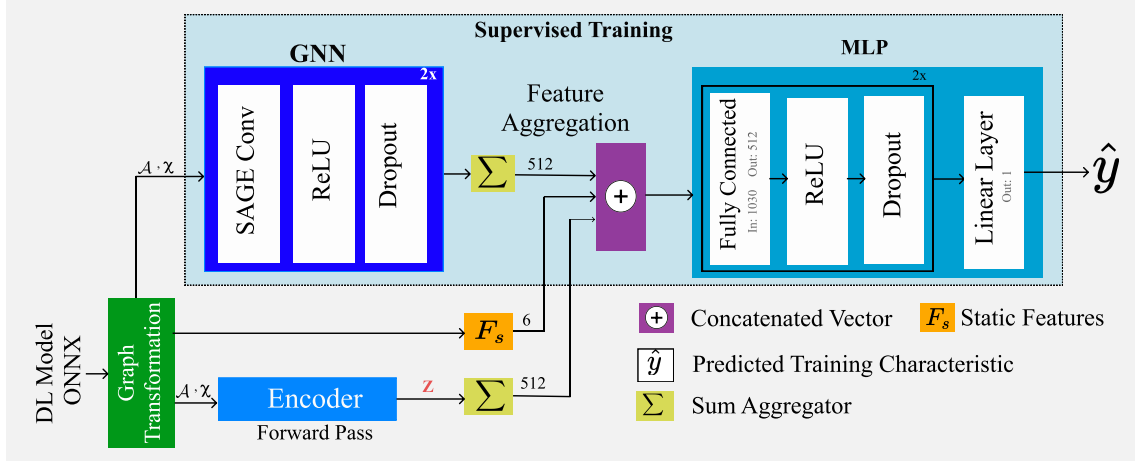 Supervised Training
GNN
2x
SAGE Conv
ReLU
Dropout
Feature
Aggregation
∑
512
+
MLP
2x
Fully Connected
In: 1030 Out: 512
ReLU
Dropout
Linear Layer
Out: 1
ŷ
𝒜 · χ
DL Model
ONNX
Graph
Transformation
F_s
6
𝒜 · χ
Encoder
Forward Pass
z
∑
512
+ Concatenated Vector
F_s Static Features
ŷ Predicted Training Characteristic
∑ Sum Aggregator